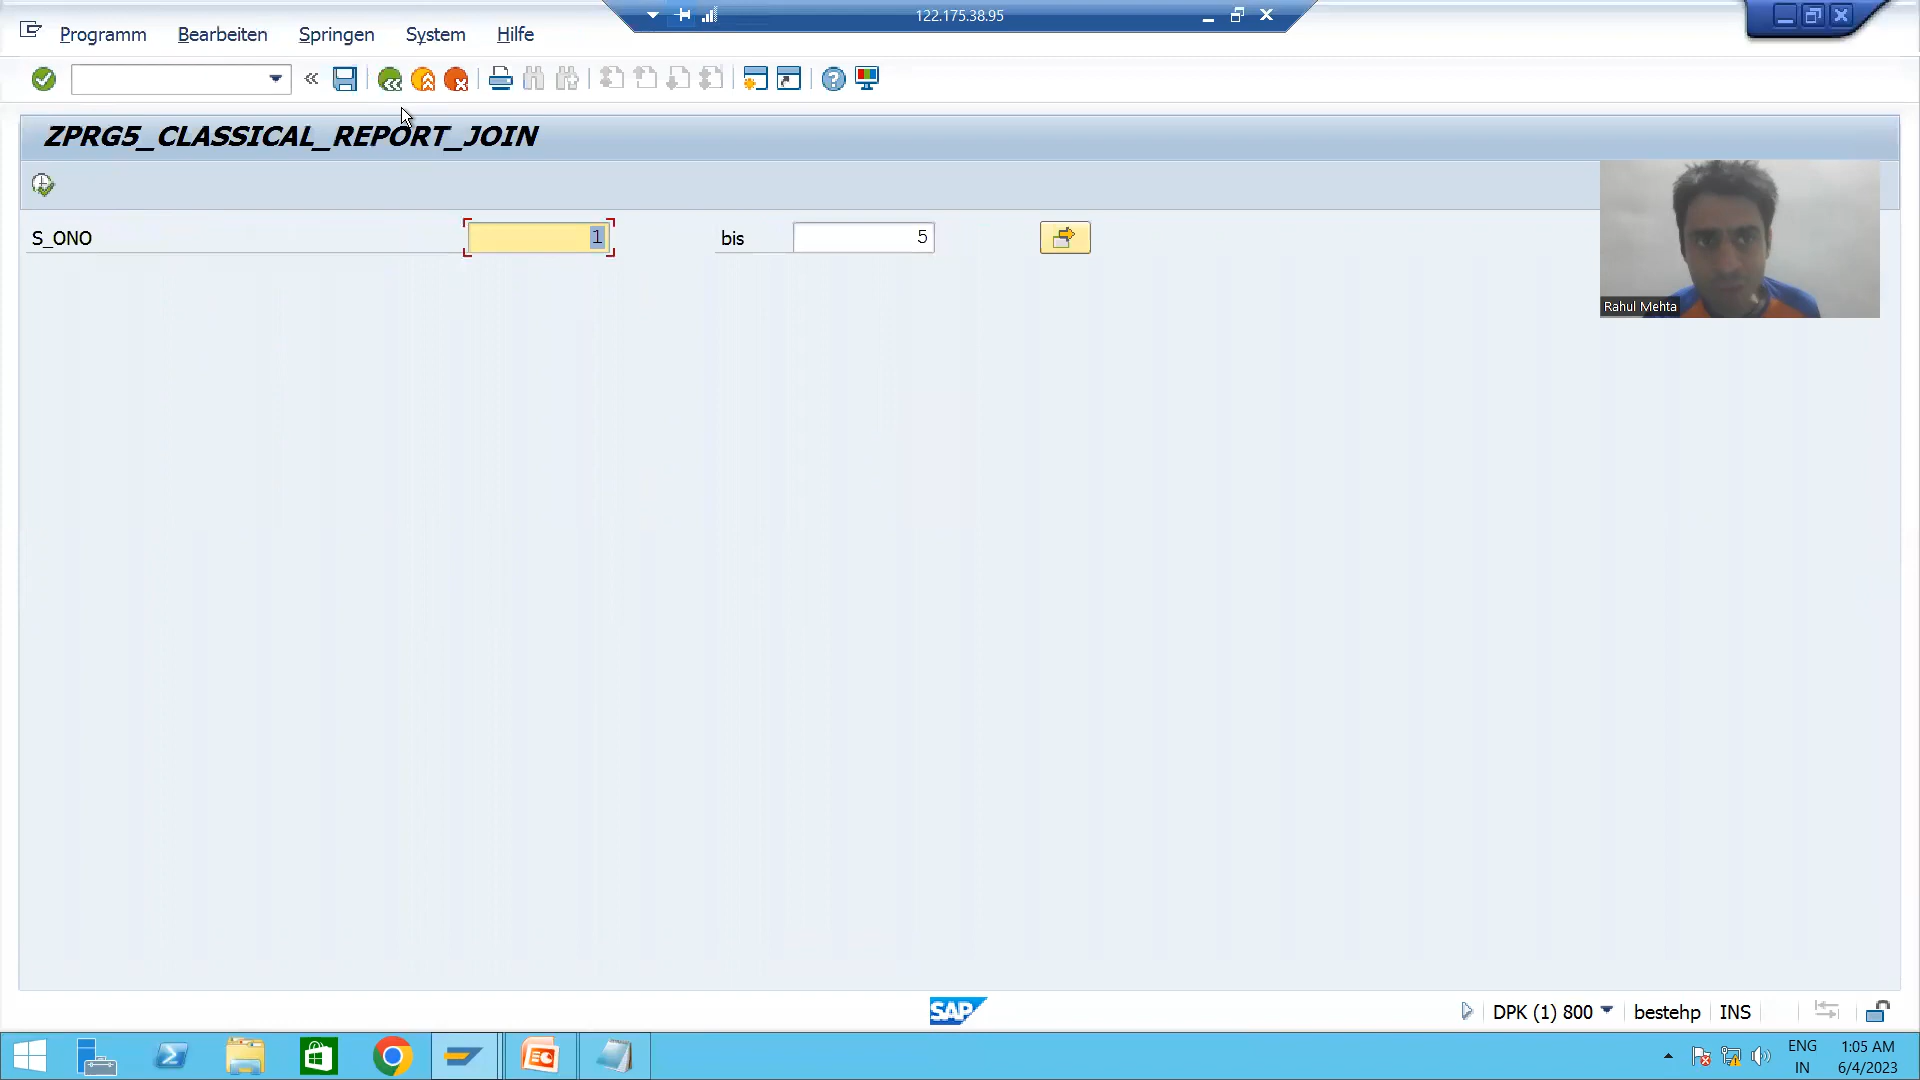 122.175.38.95
Programm Bearbeiten Springen System Hilfe
ZPRG5_CLASSICAL_REPORT_JOIN
S_ONO 1 bis 5
Rahul Mehta
SAP
DPK (1) 800 bestehp INS
ENG 1:05 AM
IN 6/4/2023